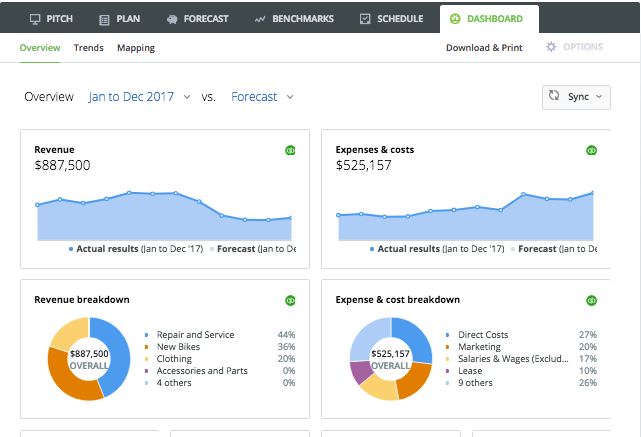 PITCH PLAN FORECAST BENCHMARKS SCHEDULE DASHBOARD
Overview Trends Mapping Download & Print OPTIONS
Overview Jan to Dec 2017 vs. Forecast Sync
Revenue
$887,500
Actual results (Jan to Dec '17) Forecast (Jan to De
Expenses & costs
$525,157
Actual results (Jan to Dec '17) Forecast (Jan to De
Revenue breakdown
$887,500
OVERALL
Repair and Service 44%
New Bikes 36%
Clothing 20%
Accessories and Parts 0%
4 others 0%
Expense & cost breakdown
$525,157
OVERALL
Direct Costs 27%
Marketing 20%
Salaries & Wages (Exclud... 17%
Lease 10%
9 others 26%